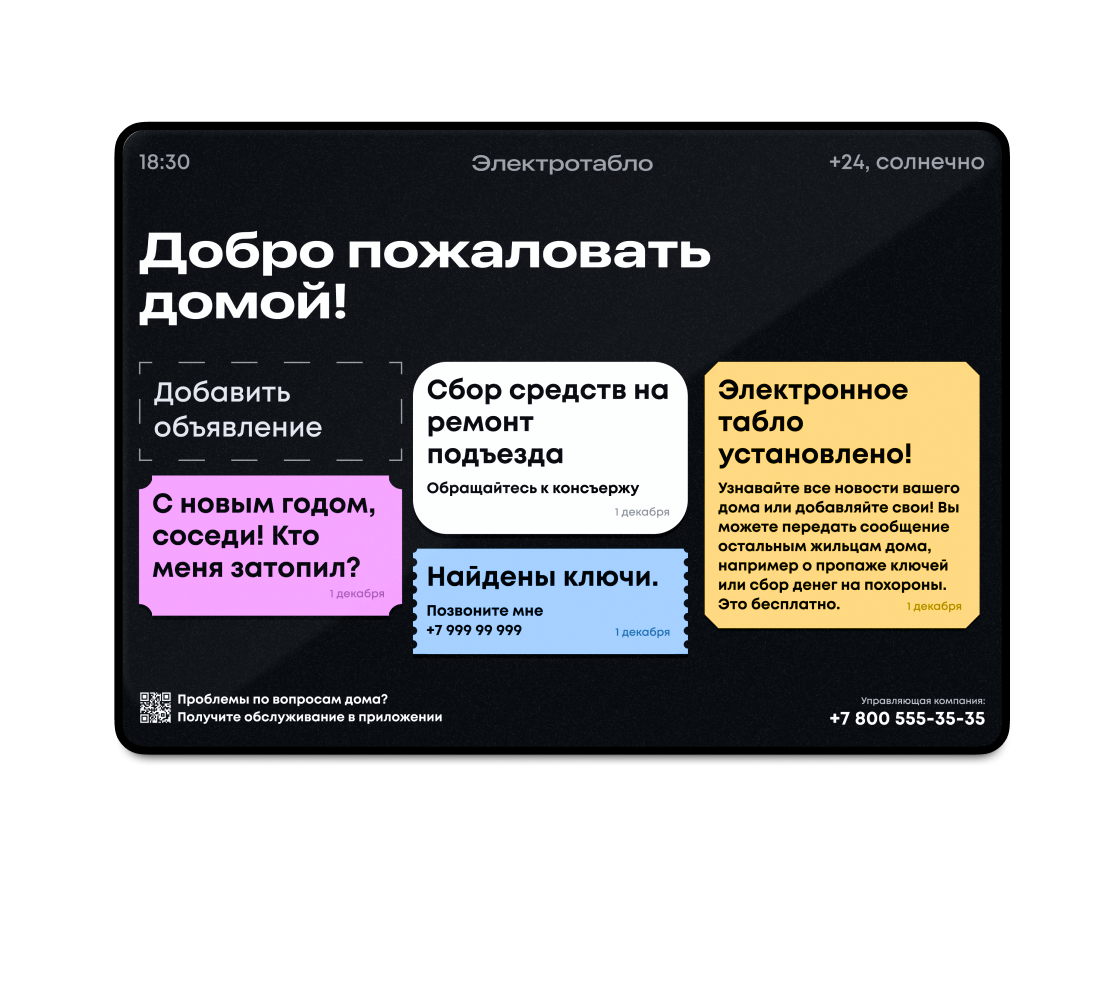 18:30
Электротабло
+24, солнечно
Добро пожаловать
домой!
Добавить
объявление
С новым годом,
соседи! Кто
меня затопил?
1 декабря
Сбор средств на
ремонт
подъезда
Обращайтесь к консъержу
1 декабря
Найдены ключи.
Позвоните мне
+7 999 99 999
1 декабря
Электронное
табло
установлено!
Узнавайте все новости вашего
дома или добавляйте свои! Вы
можете передать сообщение
остальным жильцам дома,
например о пропаже ключей
или сбор денег на похороны.
Это бесплатно.
1 декабря
Проблемы по вопросам дома?
Получите обслуживание в приложении
Управляющая компания:
+7 800 555-35-35